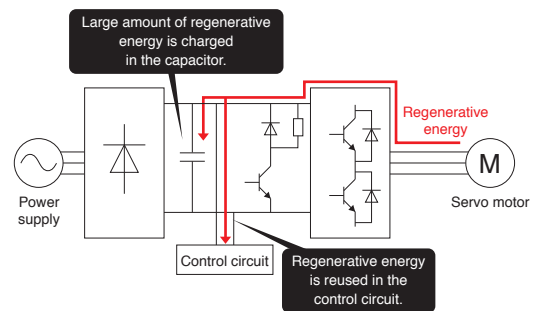 Large amount of regenerative
energy is charged
in the capacitor.
Regenerative
energy
M
Power
supply
Servo motor
Control circuit
Regenerative energy
is reused in the
control circuit.